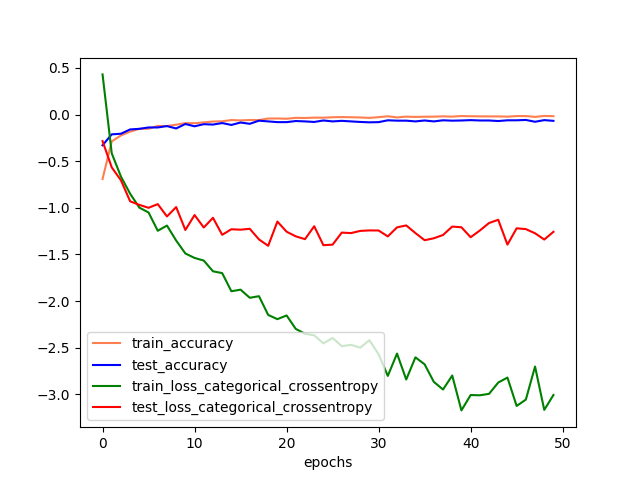 0.5
0.0
−0.5
−1.0
−1.5
−2.0
−2.5
−3.0
train_accuracy
test_accuracy
train_loss_categorical_crossentropy
test_loss_categorical_crossentropy
0 10 20 30 40 50
epochs